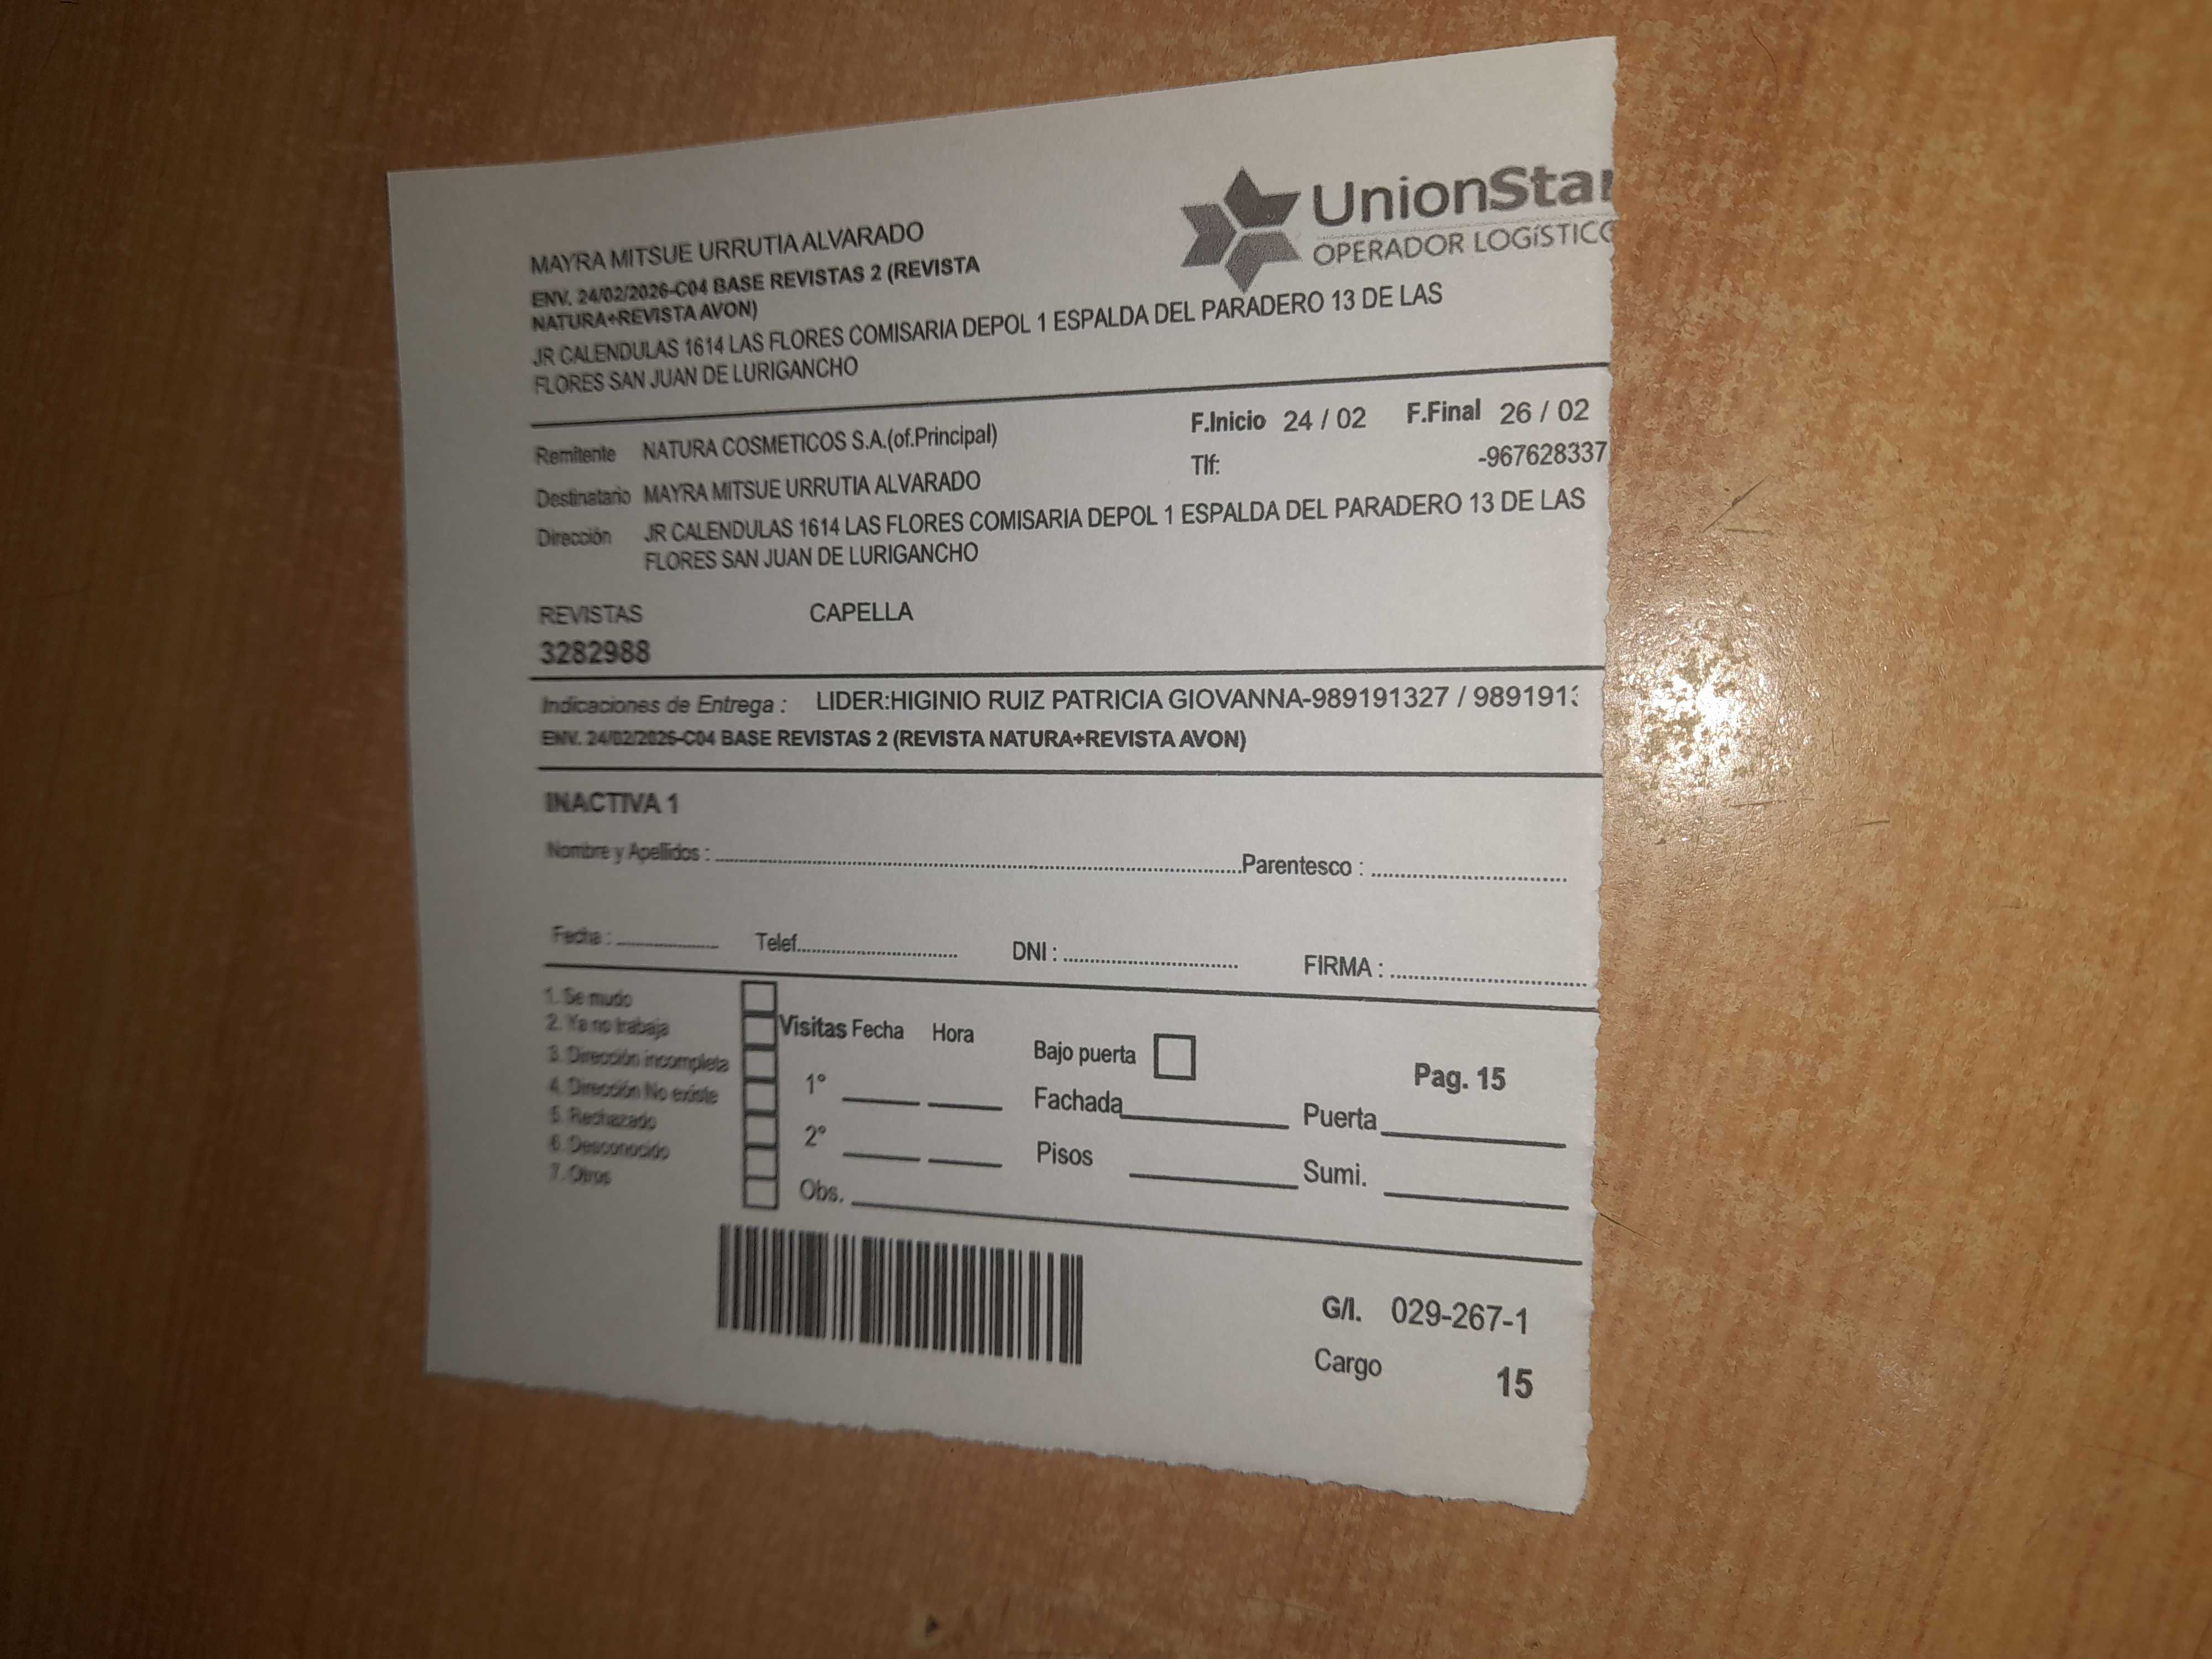 UnionStar
OPERADOR LOGíSTICO
MAYRA MITSUE URRUTIA ALVARADO
ENV. 24/02/2026-C04 BASE REVISTAS 2 (REVISTA
NATURA+REVISTA AVON)
JR CALENDULAS 1614 LAS FLORES COMISARIA DEPOL 1 ESPALDA DEL PARADERO 13 DE LAS
FLORES SAN JUAN DE LURIGANCHO
Remitente NATURA COSMETICOS S.A.(of.Principal) F.Inicio 24 / 02 F.Final 26 / 02
Tlf: -967628337
Destinatario MAYRA MITSUE URRUTIA ALVARADO
Dirección JR CALENDULAS 1614 LAS FLORES COMISARIA DEPOL 1 ESPALDA DEL PARADERO 13 DE LAS
FLORES SAN JUAN DE LURIGANCHO
REVISTAS CAPELLA
3282988
Indicaciones de Entrega : LIDER:HIGINIO RUIZ PATRICIA GIOVANNA-989191327 / 989191
ENV. 24/02/2026-C04 BASE REVISTAS 2 (REVISTA NATURA+REVISTA AVON)
INACTIVA 1
Nombre y Apellidos : Parentesco :
Fecha : Telef. DNI : FIRMA :
1. Se mudo
2. Ya no trabaja
3. Dirección incompleta
4. Dirección No existe
5. Rechazado
6. Desconocido
7. Otros
Visitas Fecha Hora
1°
2°
Obs.
Bajo puerta
Fachada Puerta
Pisos Sumi.
Pag. 15
G/I. 029-267-1
Cargo 15